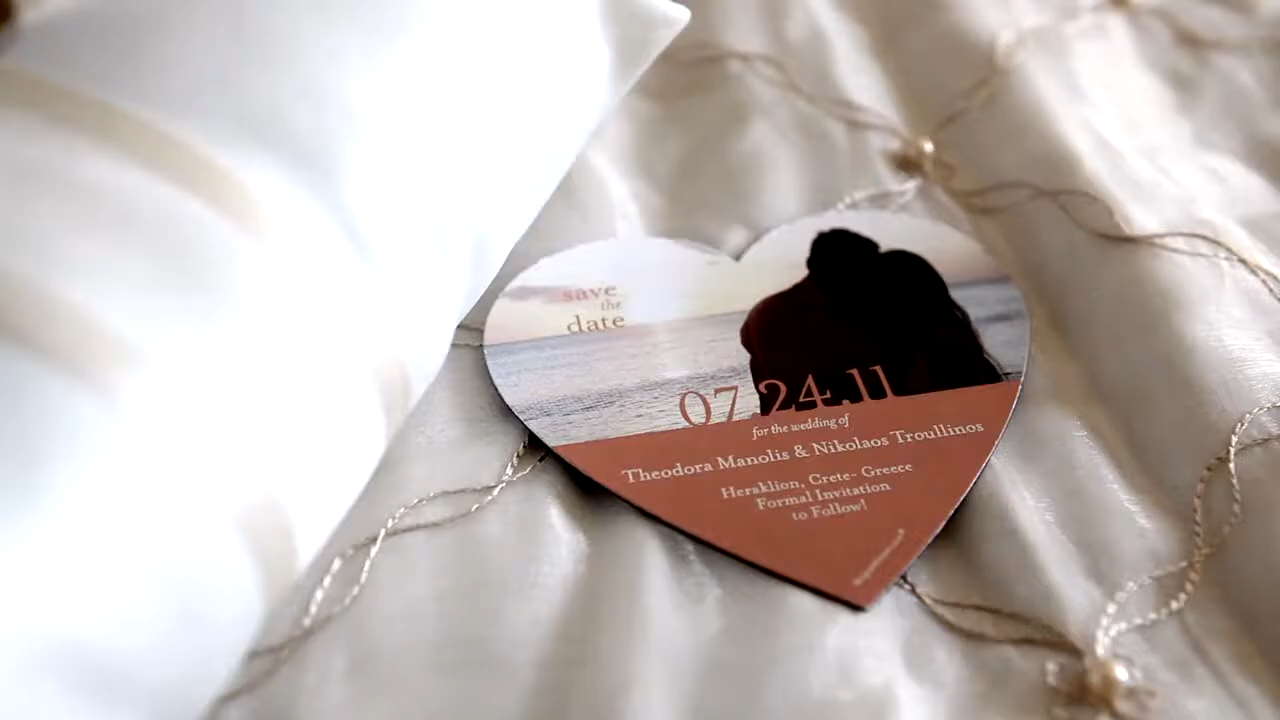 save
the
date
07.24.11
for the wedding of
Theodora Manolis & Nikolaos Troullinos
Heraklion, Crete- Greece
Formal Invitation
to Follow!